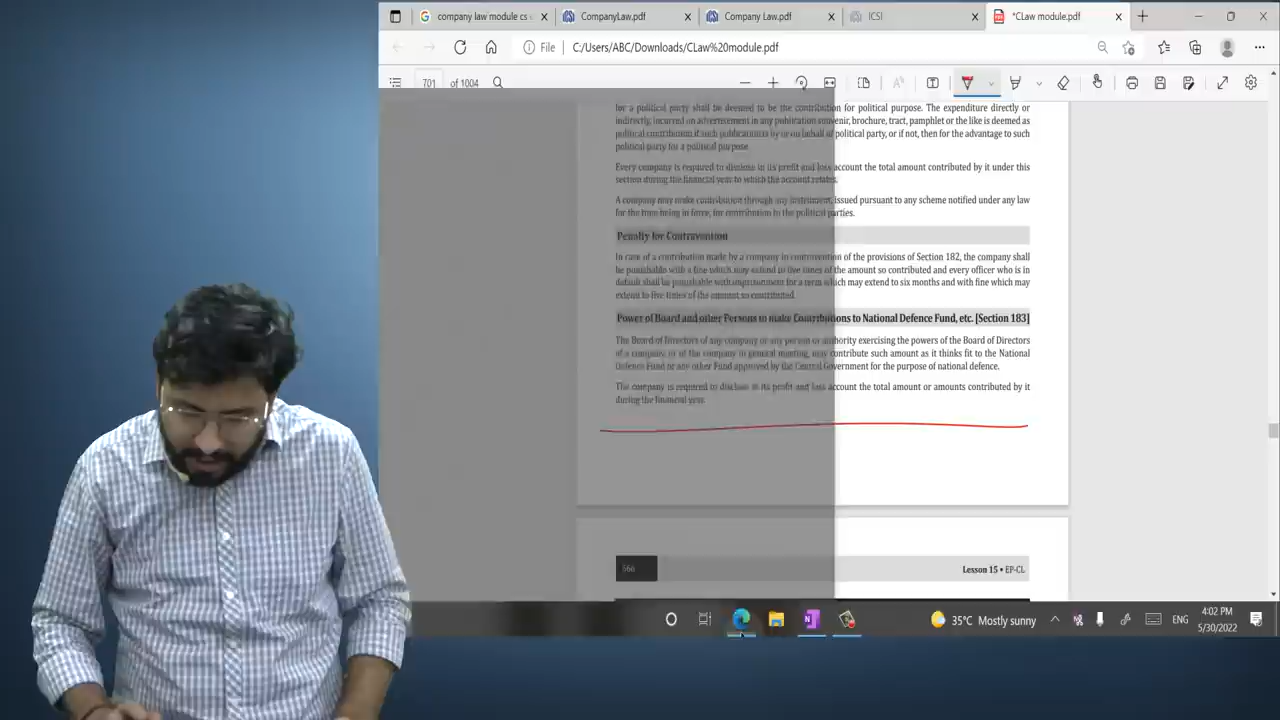 company law module cs
CompanyLaw.pdf
Company Law.pdf
ICSI
*CLaw module.pdf
File
C:/Users/ABC/Downloads/CLaw%20module.pdf
701 of 1004
for a political party shall be deemed to be the contribution for political purpose. The expenditure directly or
indirectly, incurred on advertisement in any publication souvenir, brochure, tract, pamphlet or the like is deemed as
political contribution if such publication is by or on behalf of political party, or if not, then for the advantage to such
political party for a political purpose.
Every company is required to disclose in its profit and loss account the total amount contributed by it under this
section during the financial year to which the account relates.
A company may make contribution through any instrument, issued pursuant to any scheme notified under any law
for the time being in force, for contribution to the political parties.
Penalty for Contravention
In case of a contribution made by a company in contravention of the provisions of Section 182, the company shall
be punishable with a fine which may extend to five times of the amount so contributed and every officer who is in
default shall be punishable with imprisonment for a term which may extend to six months and with fine which may
extend to five times of the amount so contributed.
Power of Board and other Persons to make Contributions to National Defence Fund, etc. [Section 183]
The Board of Directors of any company or any person or authority exercising the powers of the Board of Directors
of a company or of the company in general meeting, may contribute such amount as it thinks fit to the National
Defence Fund or any other Fund approved by the Central Government for the purpose of national defence.
The company is required to disclose in its profit and loss account the total amount or amounts contributed by it
during the financial year.
566
Lesson 15 • EP-CL
35°C Mostly sunny
ENG
4:02 PM
5/30/2022